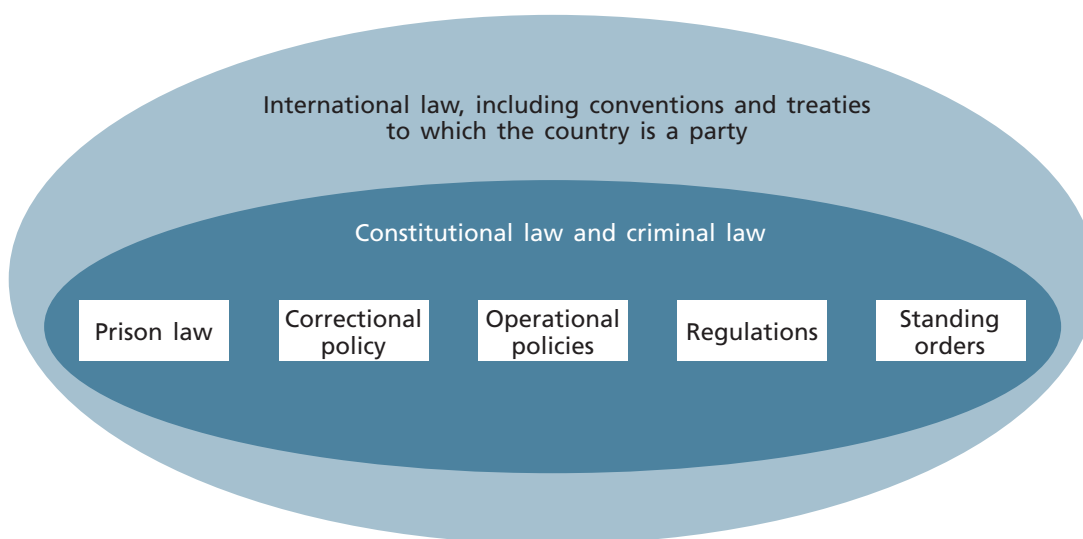 International law, including conventions and treaties
to which the country is a party
Constitutional law and criminal law
Prison law
Correctional
policy
Operational
policies
Regulations
Standing
orders